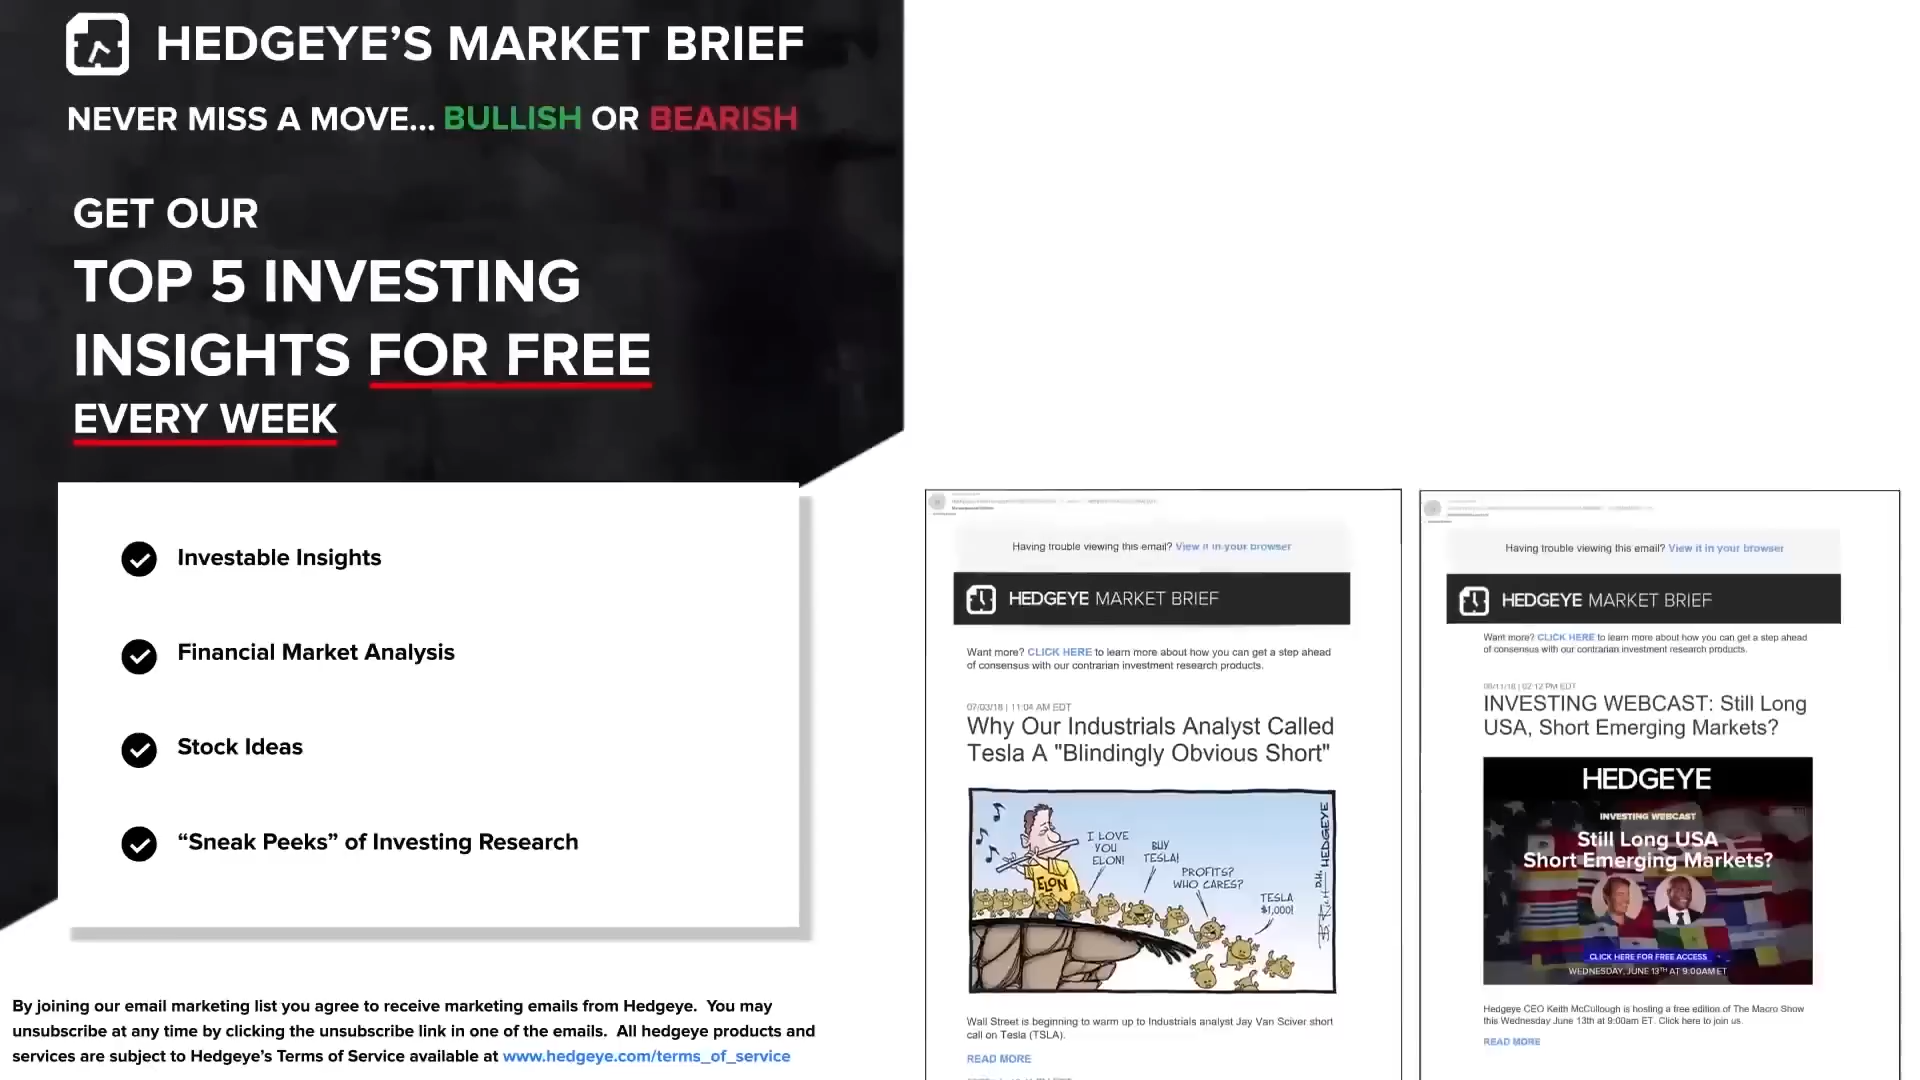 HEDGEYE'S MARKET BRIEF
NEVER MISS A MOVE... BULLISH OR BEARISH
GET OUR
TOP 5 INVESTING
INSIGHTS FOR FREE
EVERY WEEK
Investable Insights
Financial Market Analysis
Stock Ideas
“Sneak Peeks” of Investing Research
By joining our email marketing list you agree to receive marketing emails from Hedgeye. You may
unsubscribe at any time by clicking the unsubscribe link in one of the emails. All hedgeye products and
services are subject to Hedgeye's Terms of Service available at www.hedgeye.com/terms_of_service
Having trouble viewing this email? View it in your browser
HEDGEYE MARKET BRIEF
Want more? CLICK HERE to learn more about how you can get a step ahead
of consensus with our contrarian investment research products.
07/03/18 | 11:04 AM EDT
Why Our Industrials Analyst Called
Tesla A "Blindingly Obvious Short"
I LOVE
YOU
ELON!
BUY
TESLA!
PROFITS?
WHO CARES?
TESLA
$1,000!
ELON
HEDGEYE
Wall Street is beginning to warm up to Industrials analyst Jay Van Sciver short
call on Tesla (TSLA).
READ MORE
Having trouble viewing this email? View it in your browser
HEDGEYE MARKET BRIEF
Want more? CLICK HERE to learn more about how you can get a step ahead
of consensus with our contrarian investment research products.
02:12 PM EDT
INVESTING WEBCAST: Still Long
USA, Short Emerging Markets?
HEDGEYE
INVESTING WEBCAST
Still Long USA
Short Emerging Markets?
CLICK HERE FOR FREE ACCESS
WEDNESDAY, JUNE 13TH AT 9:00AM ET
Hedgeye CEO Keith McCullough is hosting a free edition of The Macro Show
this Wednesday June 13th at 9:00am ET. Click here to join us.
READ MORE